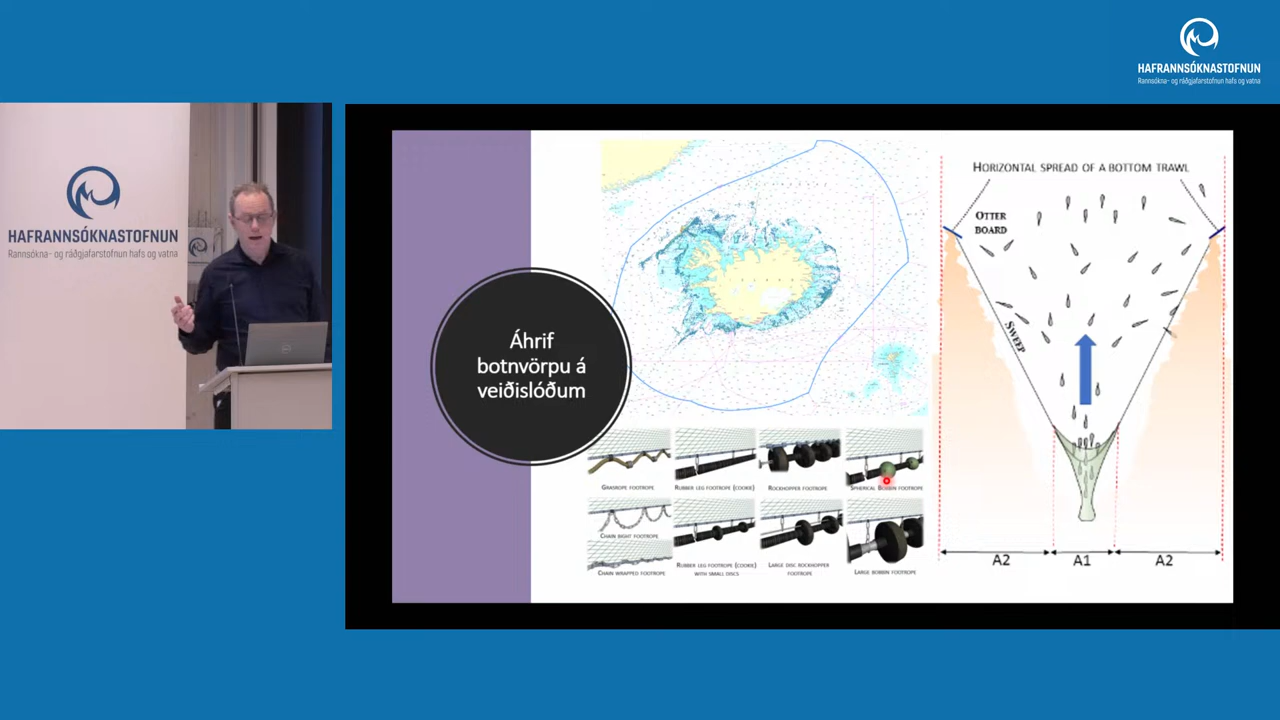 HAFRANNSÓKNASTOFNUN
Rannsókna- og ráðgjafarstofnun hafs og vatna
HAFRANNSÓKNASTOFNUN
Rannsókna- og ráðgjafarstofnun hafs og vatna
DELL
Áhrif
botnvörpu á
veiðislóðum
GRASROPE FOOTROPE
RUBBER LEG FOOTROPE (COOKIE)
ROCKHOPPER FOOTROPE
SPHERICAL BOBBIN FOOTROPE
CHAIN BIGHT FOOTROPE
CHAIN WRAPPED FOOTROPE
RUBBER LEG FOOTROPE (COOKIE)
WITH SMALL DISCS
LARGE DISC ROCKHOPPER
FOOTROPE
LARGE BOBBIN FOOTROPE
HORIZONTAL SPREAD OF A BOTTOM TRAWL
OTTER
BOARD
SWEEP
A2
A1
A2